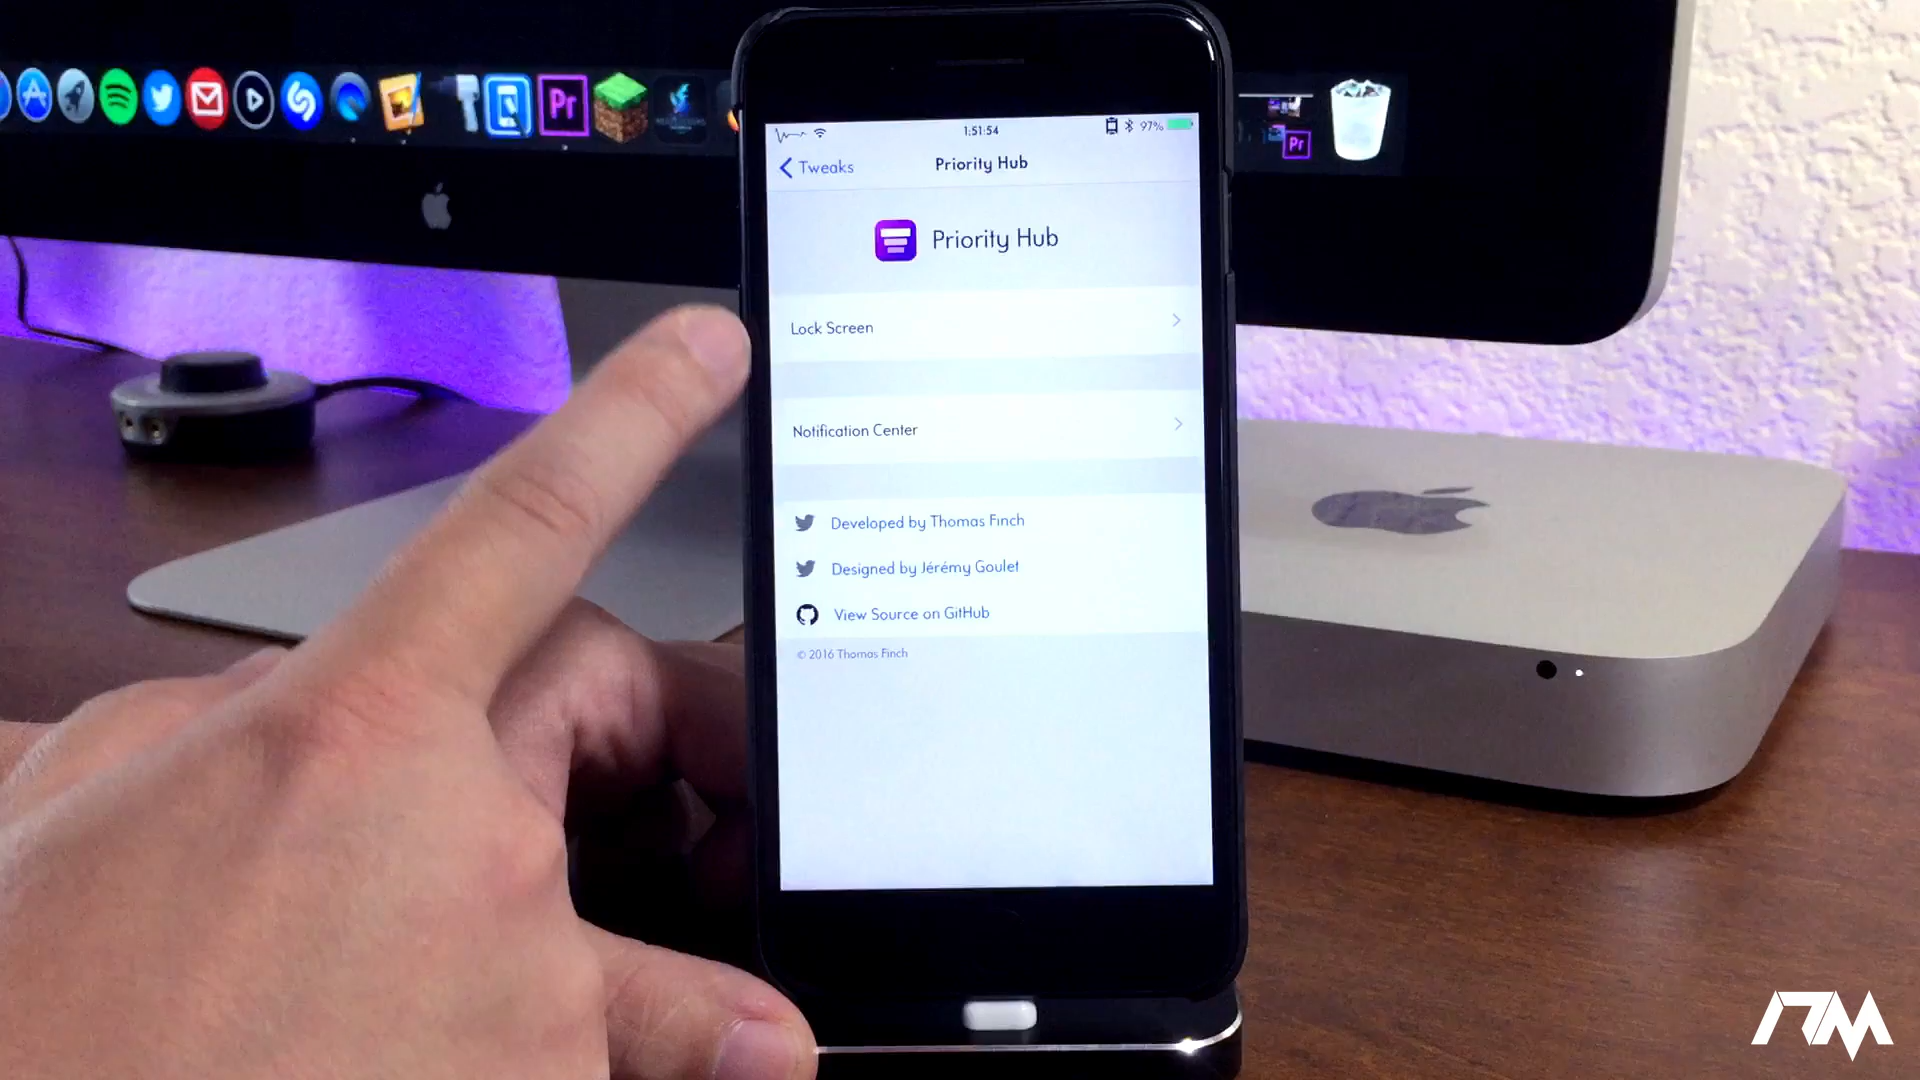 1:51:54
97%
Tweaks
Priority Hub
Priority Hub
Lock Screen
Notification Center
Developed by Thomas Finch
Designed by Jérémy Goulet
View Source on GitHub
© 2016 Thomas Finch
Pr
Pr